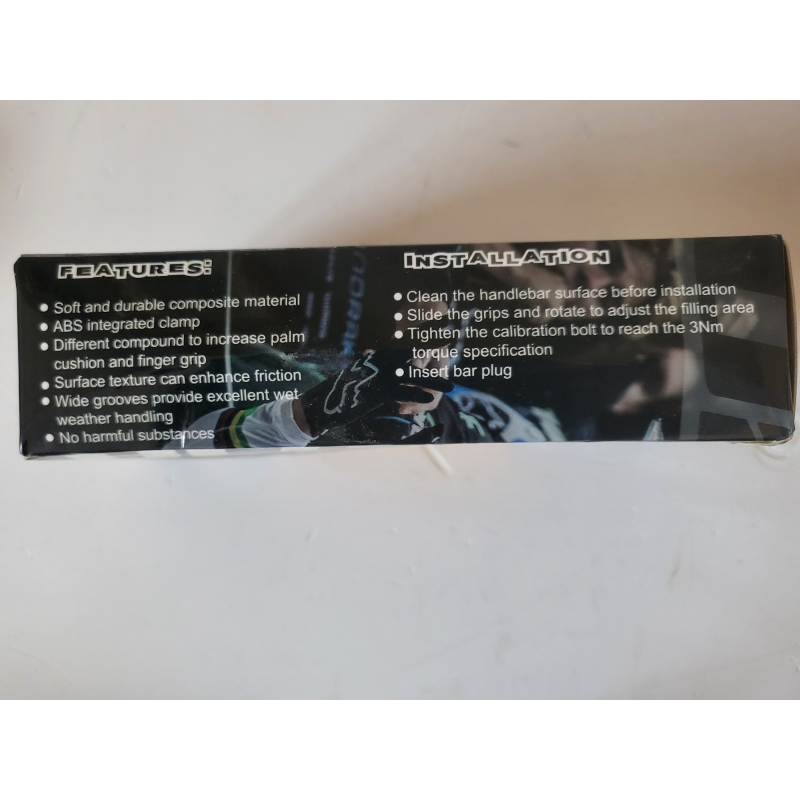 FEATURES:
● Soft and durable composite material
● ABS integrated clamp
● Different compound to increase palm
cushion and finger grip
● Surface texture can enhance friction
● Wide grooves provide excellent wet
weather handling
● No harmful substances
INSTALLATION
● Clean the handlebar surface before installation
● Slide the grips and rotate to adjust the filling area
● Tighten the calibration bolt to reach the 3Nm
torque specification
● Insert bar plug